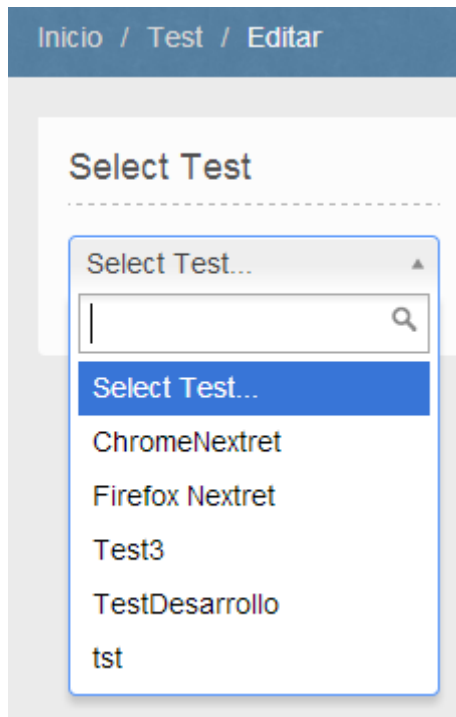 Inicio / Test / Editar
Select Test
Select Test...
Select Test...
ChromeNextret
Firefox Nextret
Test3
TestDesarrollo
tst